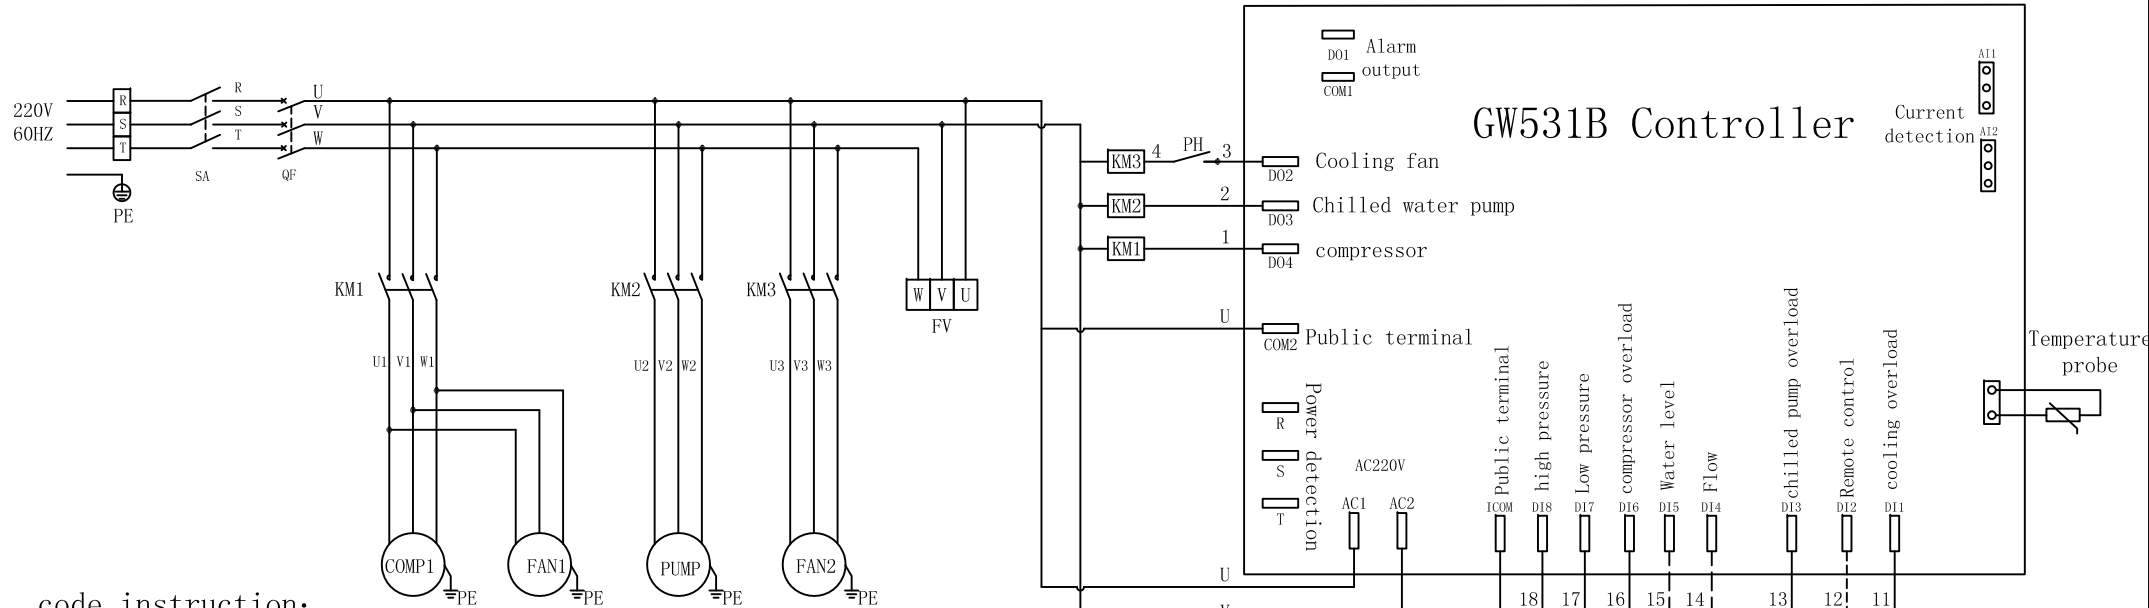 220V
60HZ
R
S
T
PE
R
S
T
SA
QF
U
V
W
KM1
KM2
KM3
W V U
FV
U1 V1 W1
U2 V2 W2
U3 V3 W3
COMP1
PE
FAN1
PE
PUMP
PE
FAN2
PE
code instruction:
GW531B Controller
DO1
COM1
Alarm
output
KM3 4 PH 3
DO2
Cooling fan
KM2 2
DO3
Chilled water pump
KM1 1
DO4
compressor
U
COM2
Public terminal
R
S
T
Power detection
AC220V
AC1 AC2
U
Current
detection
AI1
AI2
Temperature
probe
Public terminal
high pressure
Low pressure
compressor overload
Water level
Flow
chilled pump overload
Remote control
cooling overload
ICOM DI8 DI7 DI6 DI5 DI4 DI3 DI2 DI1
18 17 16 15 14 13 12 11